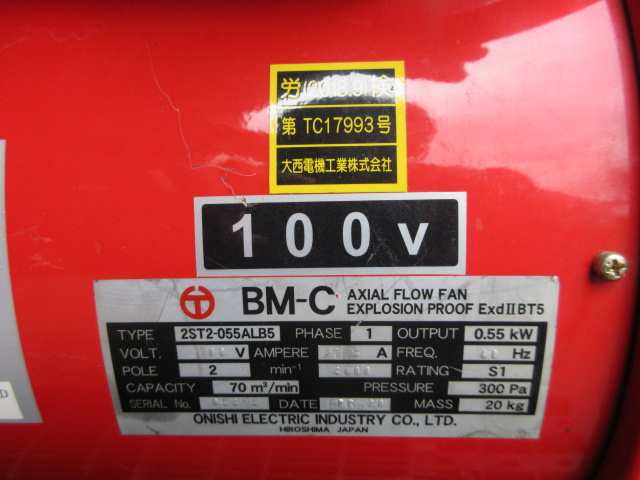 労(2018.9)検
第 TC17993号
大西電機工業株式会社
100V
BM-C AXIAL FLOW FAN
EXPLOSION PROOF ExdⅡBT5
TYPE 2ST2-055ALB5 PHASE 1 OUTPUT 0.55 kW
VOLT. V AMPERE A FREQ. Hz
POLE 2 min⁻¹ RATING S1
CAPACITY 70 m³/min PRESSURE 300 Pa
SERIAL No. DATE MASS 20 kg
ONISHI ELECTRIC INDUSTRY CO., LTD.
HIROSHIMA JAPAN